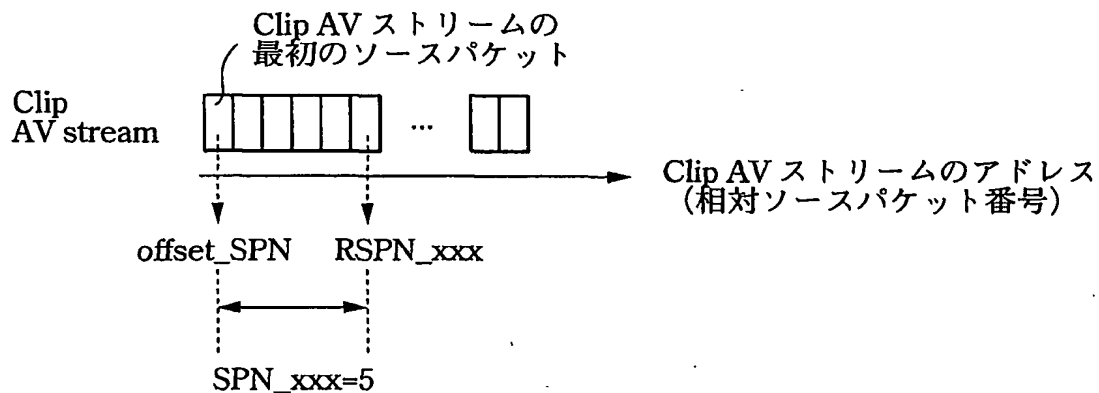 Clip AV ストリームの
最初のソースパケット
Clip
AV stream
...
Clip AV ストリームのアドレス
(相対ソースパケット番号)
offset_SPN
RSPN_xxx
SPN_xxx=5